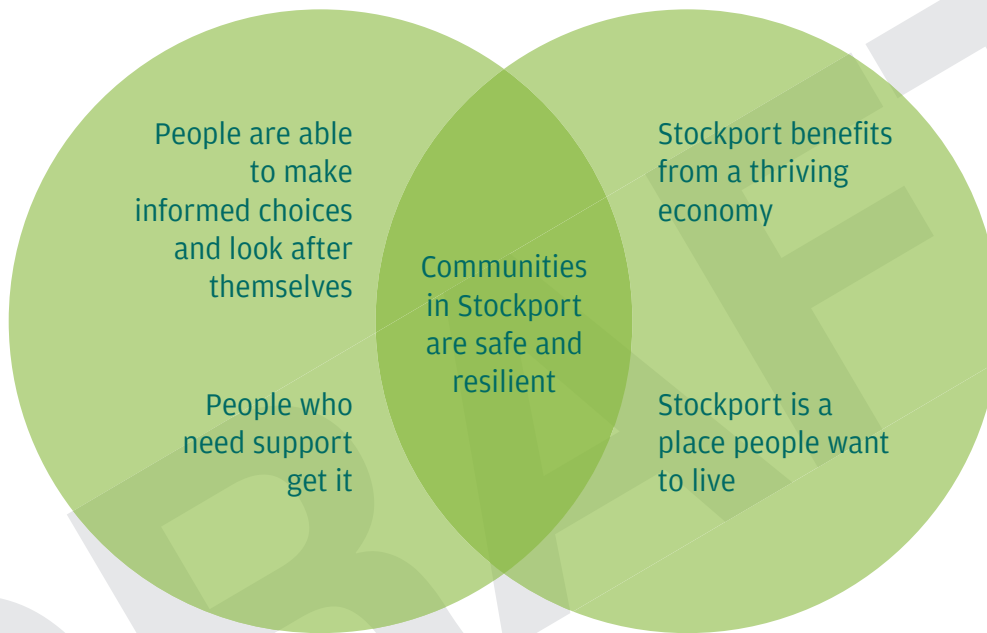 People are able
to make
informed choices
and look after
themselves
People who
need support
get it
Communities
in Stockport
are safe and
resilient
Stockport benefits
from a thriving
economy
Stockport is a
place people want
to live
DRAFT